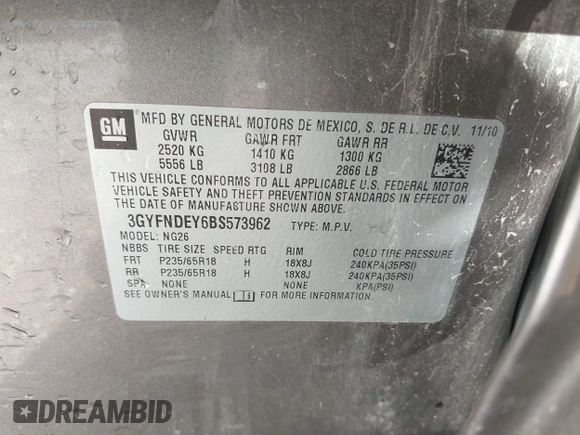 GM
MFD BY GENERAL MOTORS DE MEXICO, S. DE R.L. DE C.V. 11/10
GVWR GAWR FRT GAWR RR
2520 KG 1410 KG 1300 KG
5556 LB 3108 LB 2866 LB
THIS VEHICLE CONFORMS TO ALL APPLICABLE U.S. FEDERAL MOTOR
VEHICLE SAFETY AND THEFT PREVENTION STANDARDS IN EFFECT ON
THE DATE OF MANUFACTURE SHOWN ABOVE.
3GYFNDEY6BS573962 TYPE: M.P.V.
MODEL: NG26
NBBS TIRE SIZE SPEED RTG RIM COLD TIRE PRESSURE
FRT P235/65R18 H 18X8J 240KPA(35PSI)
RR P235/65R18 H 18X8J 240KPA(35PSI)
SPA NONE NONE KPA(PSI)
SEE OWNER'S MANUAL FOR MORE INFORMATION.
DREAMBID